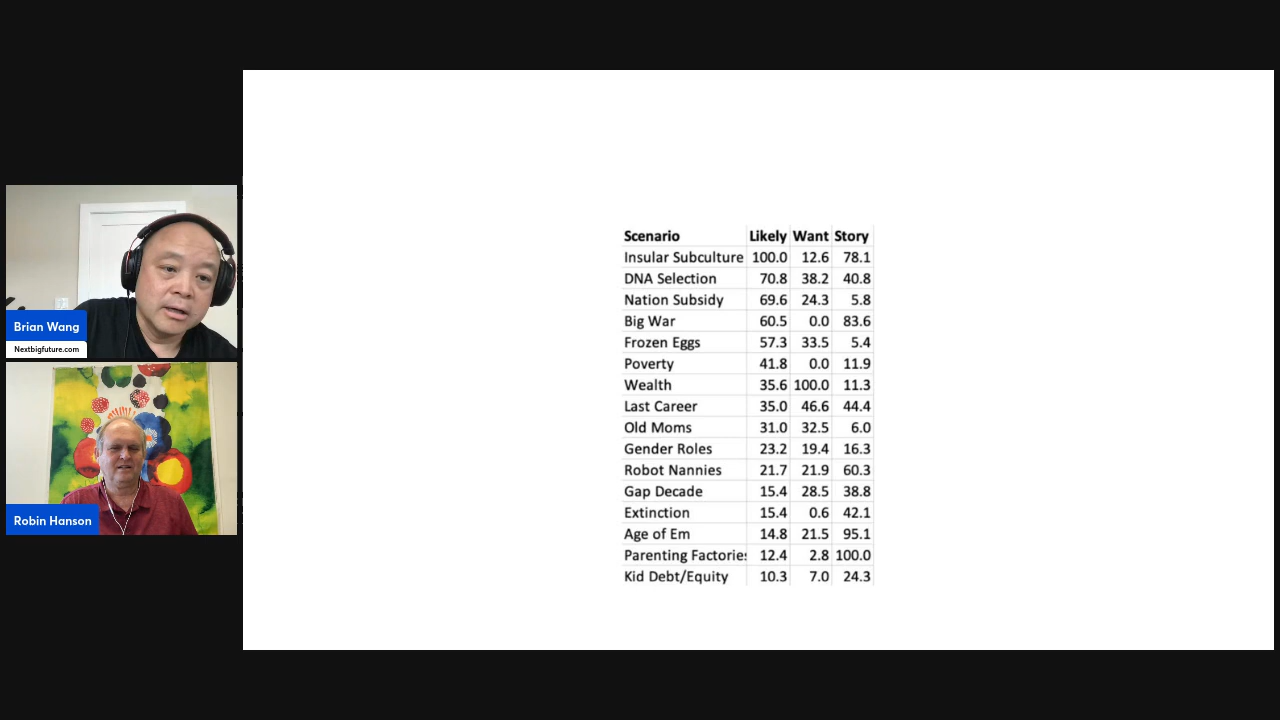 Brian Wang
Nextbigfuture.com
Robin Hanson
Scenario Likely Want Story
Insular Subculture 100.0 12.6 78.1
DNA Selection 70.8 38.2 40.8
Nation Subsidy 69.6 24.3 5.8
Big War 60.5 0.0 83.6
Frozen Eggs 57.3 33.5 5.4
Poverty 41.8 0.0 11.9
Wealth 35.6 100.0 11.3
Last Career 35.0 46.6 44.4
Old Moms 31.0 32.5 6.0
Gender Roles 23.2 19.4 16.3
Robot Nannies 21.7 21.9 60.3
Gap Decade 15.4 28.5 38.8
Extinction 15.4 0.6 42.1
Age of Em 14.8 21.5 95.1
Parenting Factories 12.4 2.8 100.0
Kid Debt/Equity 10.3 7.0 24.3